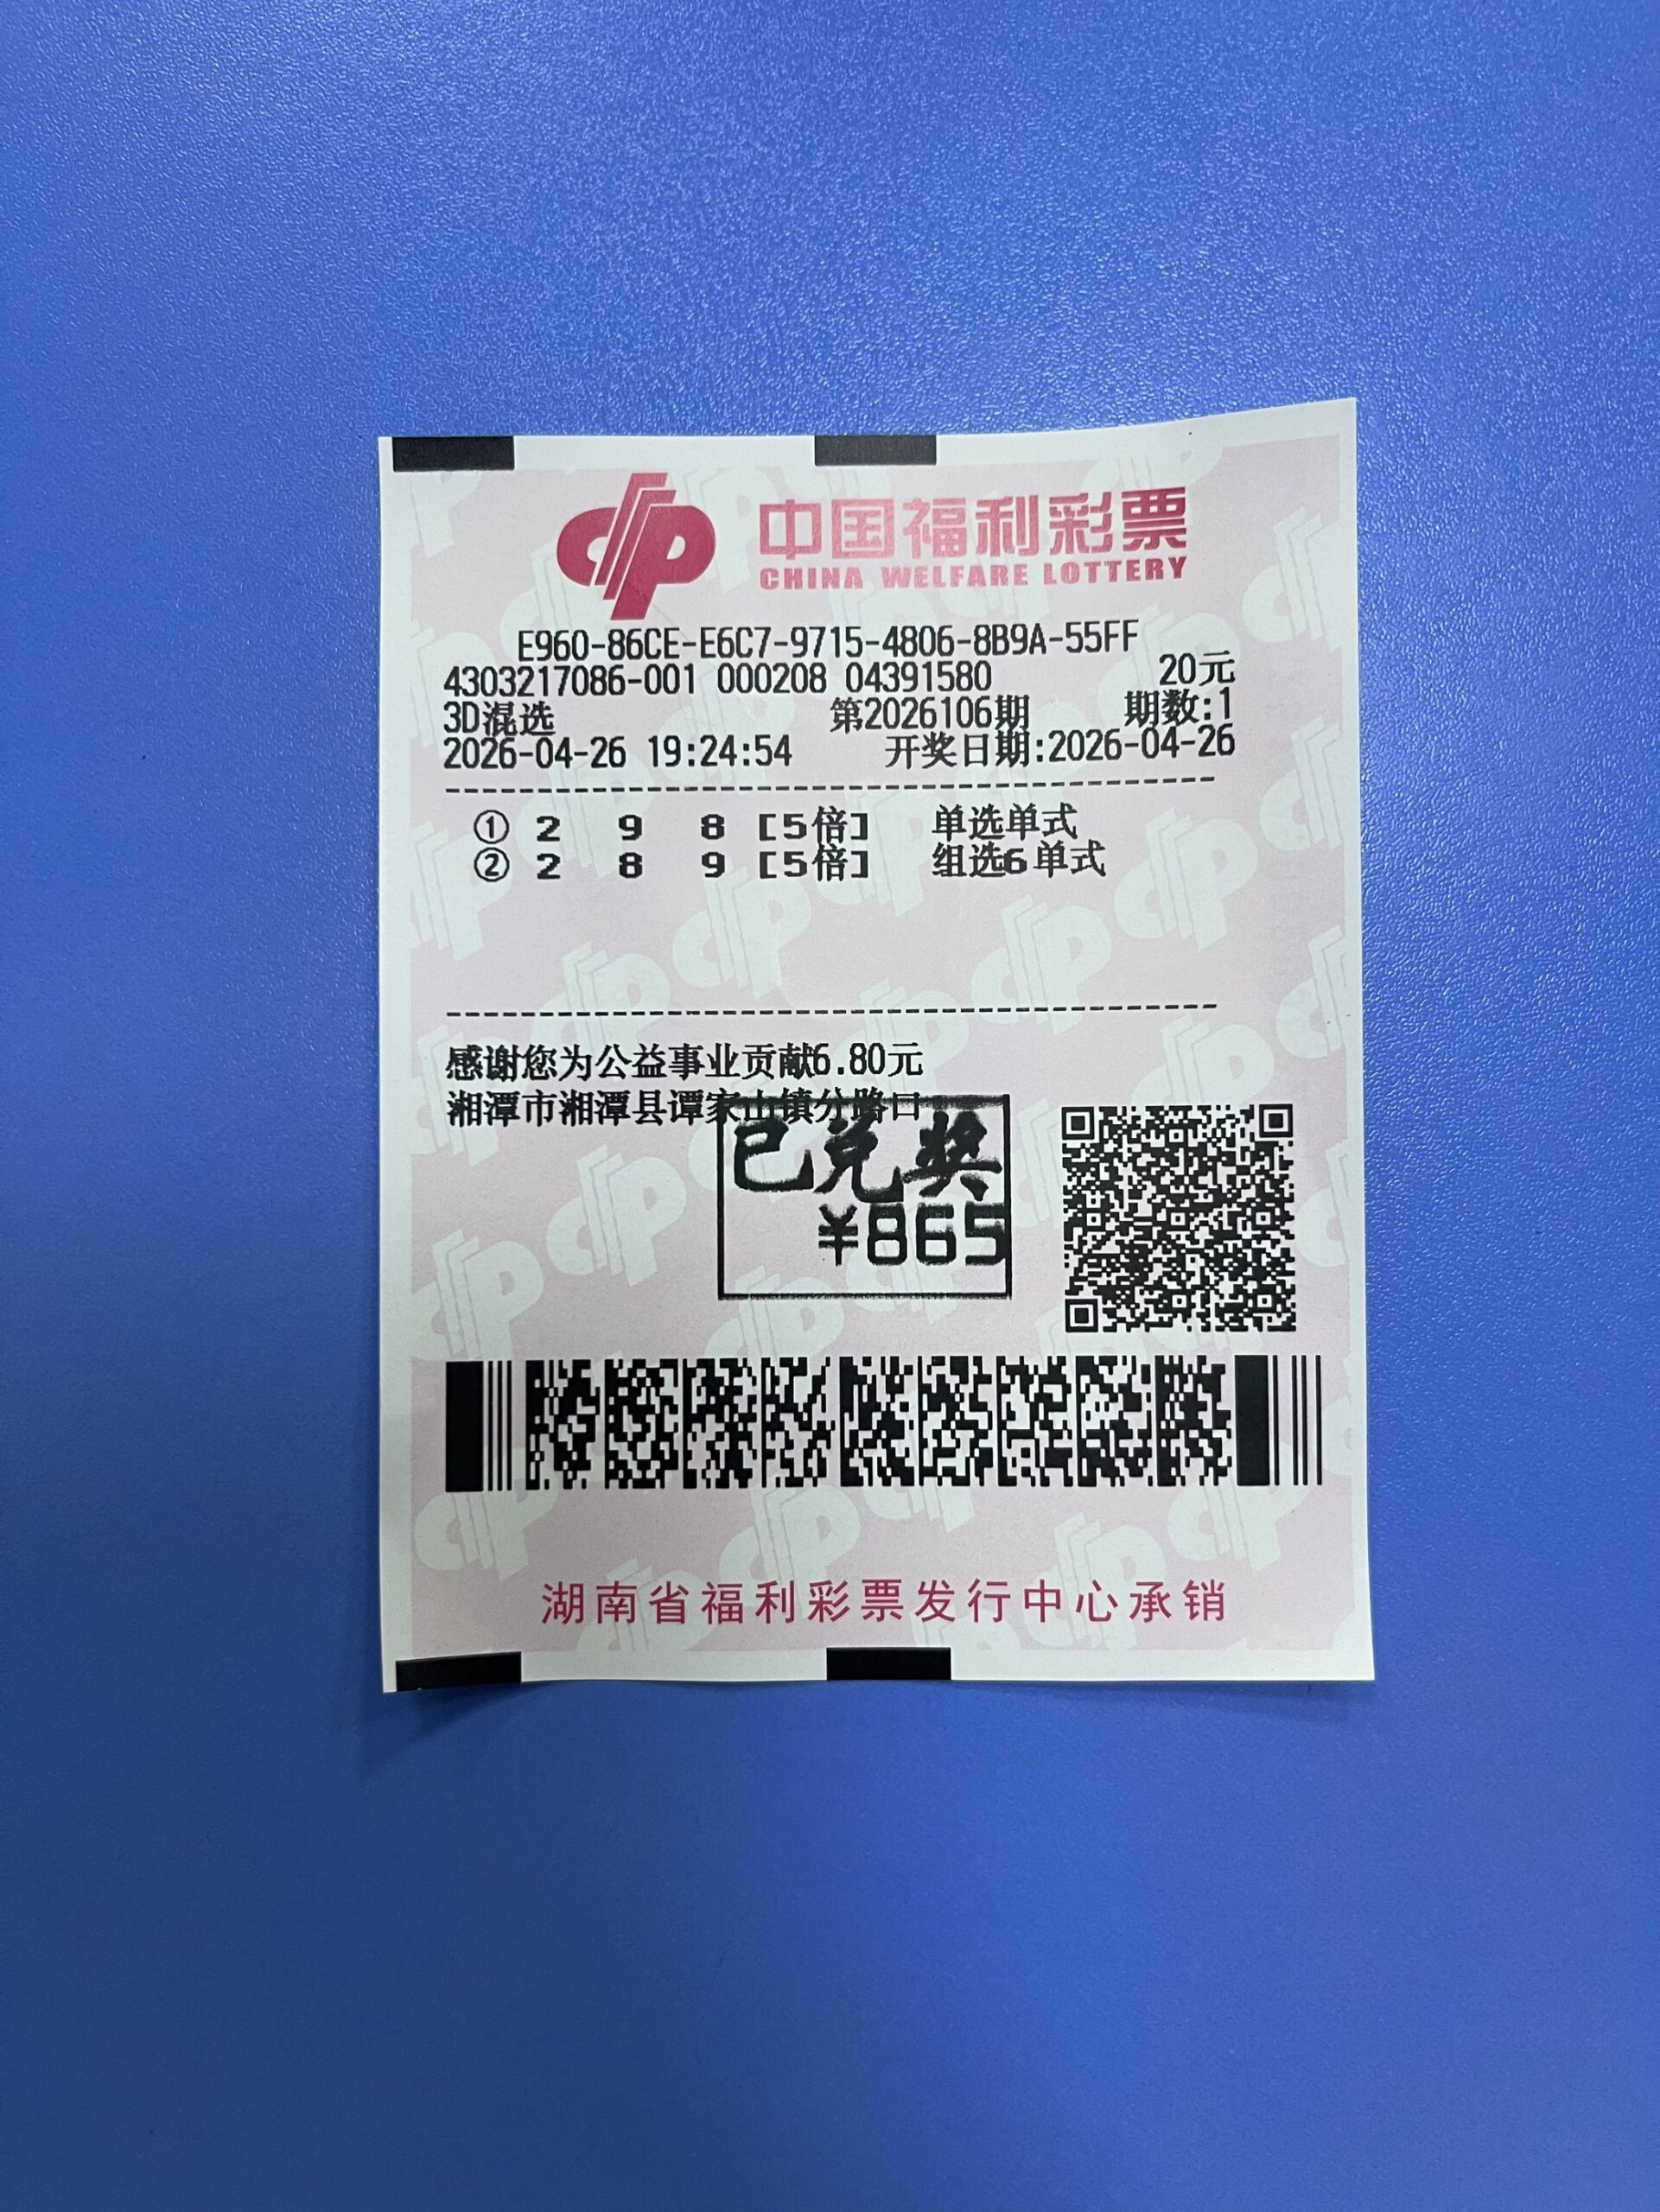 中国福利彩票
CHINA WELFARE LOTTERY
E960-86CE-E6C7-9715-4806-8B9A-55FF
4303217086-001 000208 04391580 20元
3D混选 第2026106期 期数:1
2026-04-26 19:24:54 开奖日期:2026-04-26
① 2 9 8 [5倍] 单选单式
② 2 8 9 [5倍] 组选6单式
感谢您为公益事业贡献6.80元
湘潭市湘潭县谭家山镇分路口
已兑奖
¥865
湖南省福利彩票发行中心承销